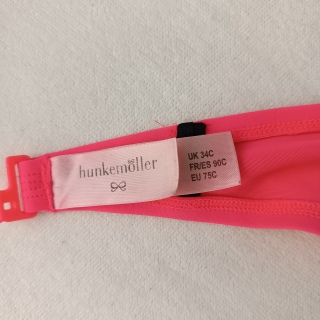 hunkemöller
UK 34C
FR/ES 90C
EU 75C